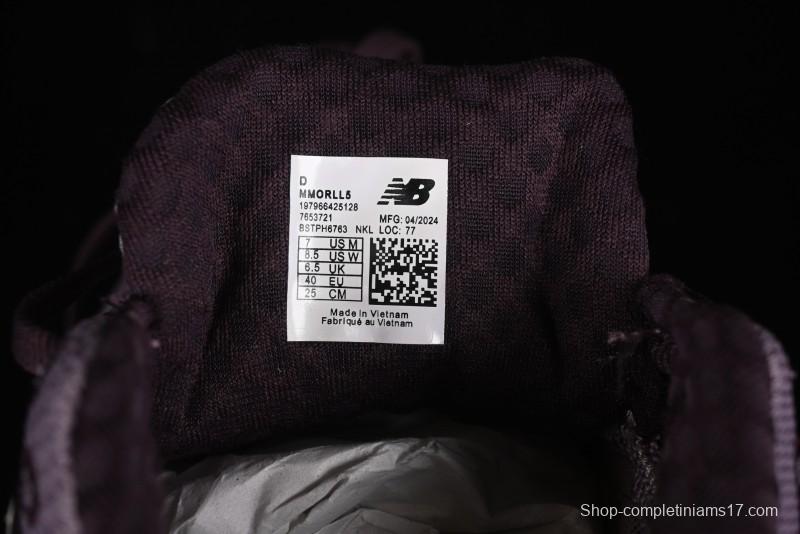 D
MMORLL5
197966425128
NB
7653721 MFG: 04/2024
BSTPH6763 NKL LOC: 77
7 US M
8.5 US W
6.5 UK
40 EU
25 CM
Made in Vietnam
Fabriqué au Vietnam
Shop-completiniams17.com